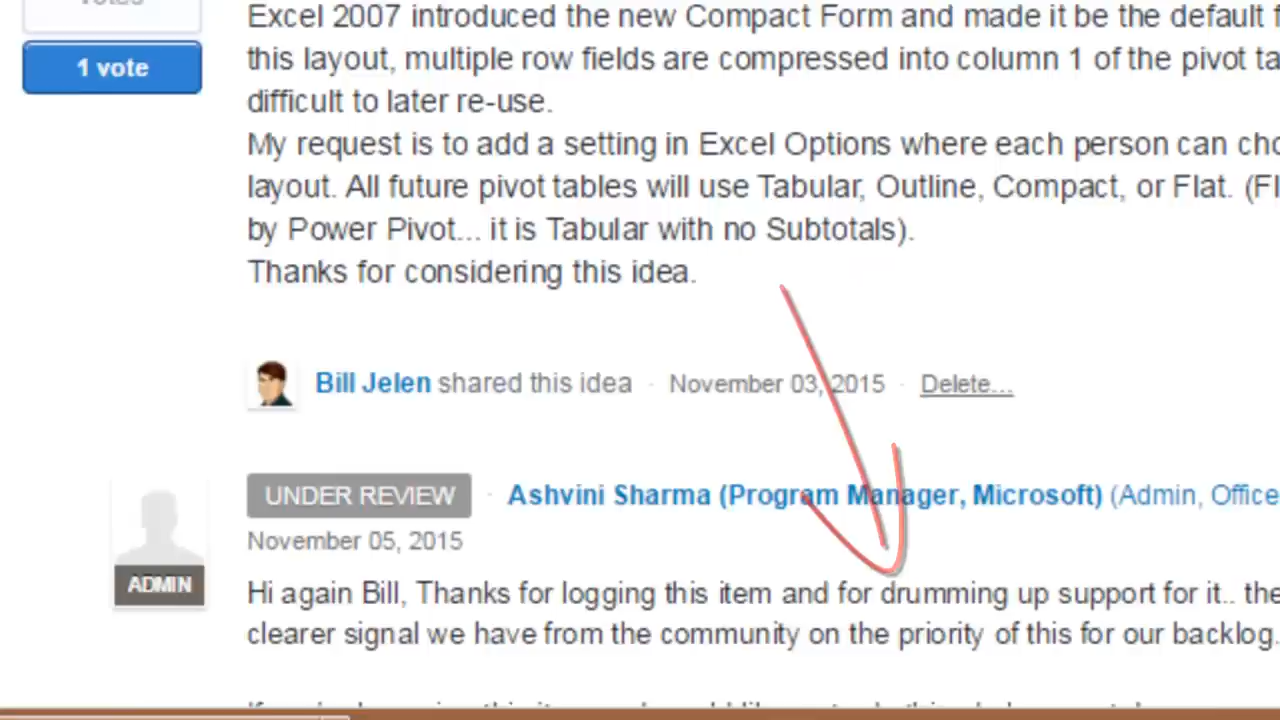 votes
1 vote
Excel 2007 introduced the new Compact Form and made it be the default
this layout, multiple row fields are compressed into column 1 of the pivot
difficult to later re-use.
My request is to add a setting in Excel Options where each person can
layout. All future pivot tables will use Tabular, Outline, Compact, or Flat.
by Power Pivot... it is Tabular with no Subtotals).
Thanks for considering this idea.
Bill Jelen shared this idea · November 03, 2015 · Delete...
UNDER REVIEW · Ashvini Sharma (Program Manager, Microsoft) (Admin, Office
November 05, 2015
ADMIN
Hi again Bill, Thanks for logging this item and for drumming up support for it.. the
clearer signal we have from the community on the priority of this for our backlog.